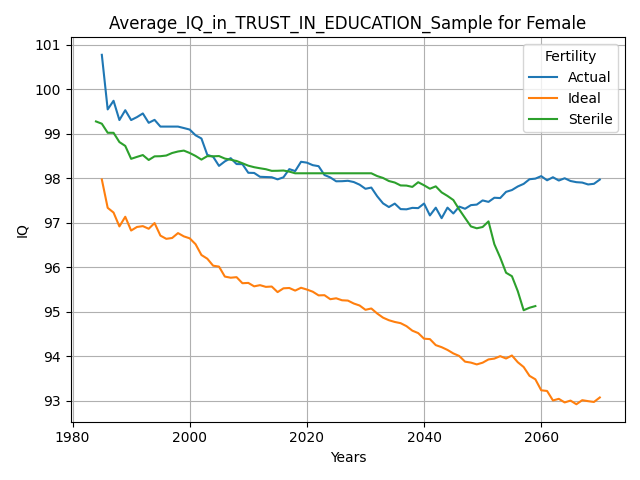 Average_IQ_in_TRUST_IN_EDUCATION_Sample for Female
Fertility
Actual
Ideal
Sterile
IQ
101
100
99
98
97
96
95
94
93
1980
2000
2020
2040
2060
Years